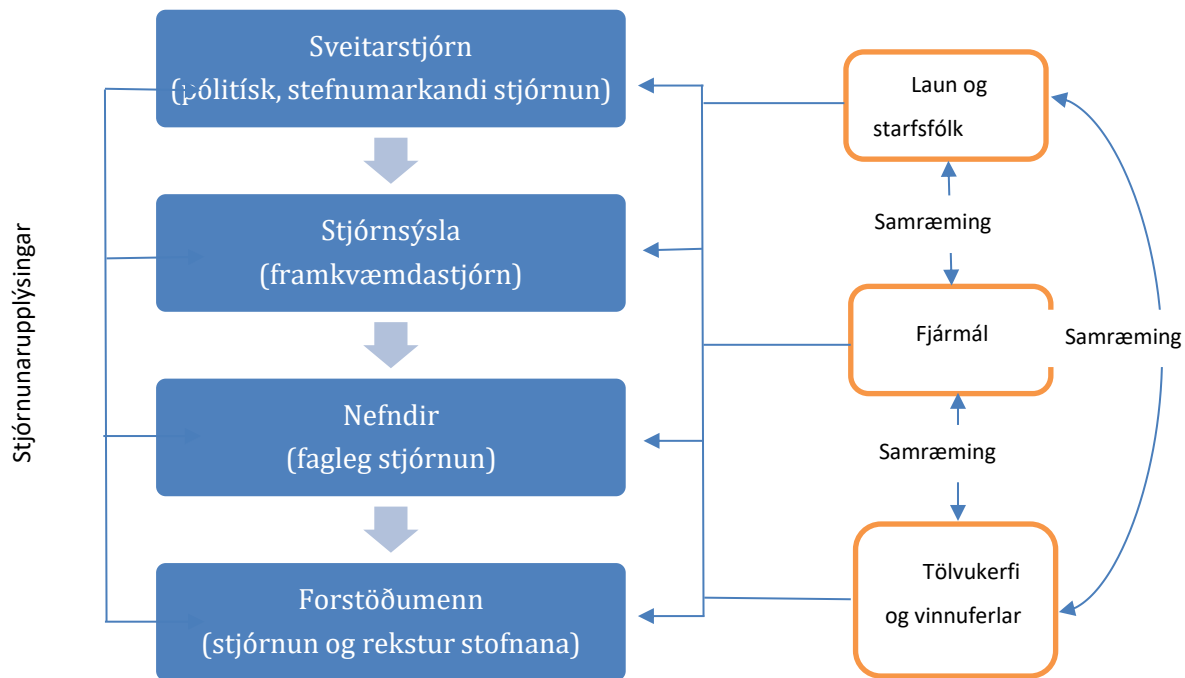 Stjórnunarupplýsingar
Sveitarstjórn
(pólitísk, stefnumarkandi stjórnun)
Stjórnsýsla
(framkvæmdastjórn)
Nefndir
(fagleg stjórnun)
Forstöðumenn
(stjórnun og rekstur stofnana)
Laun og
starfsfólk
Samræming
Fjármál
Samræming
Samræming
Tölvukerfi
og vinnuferlar